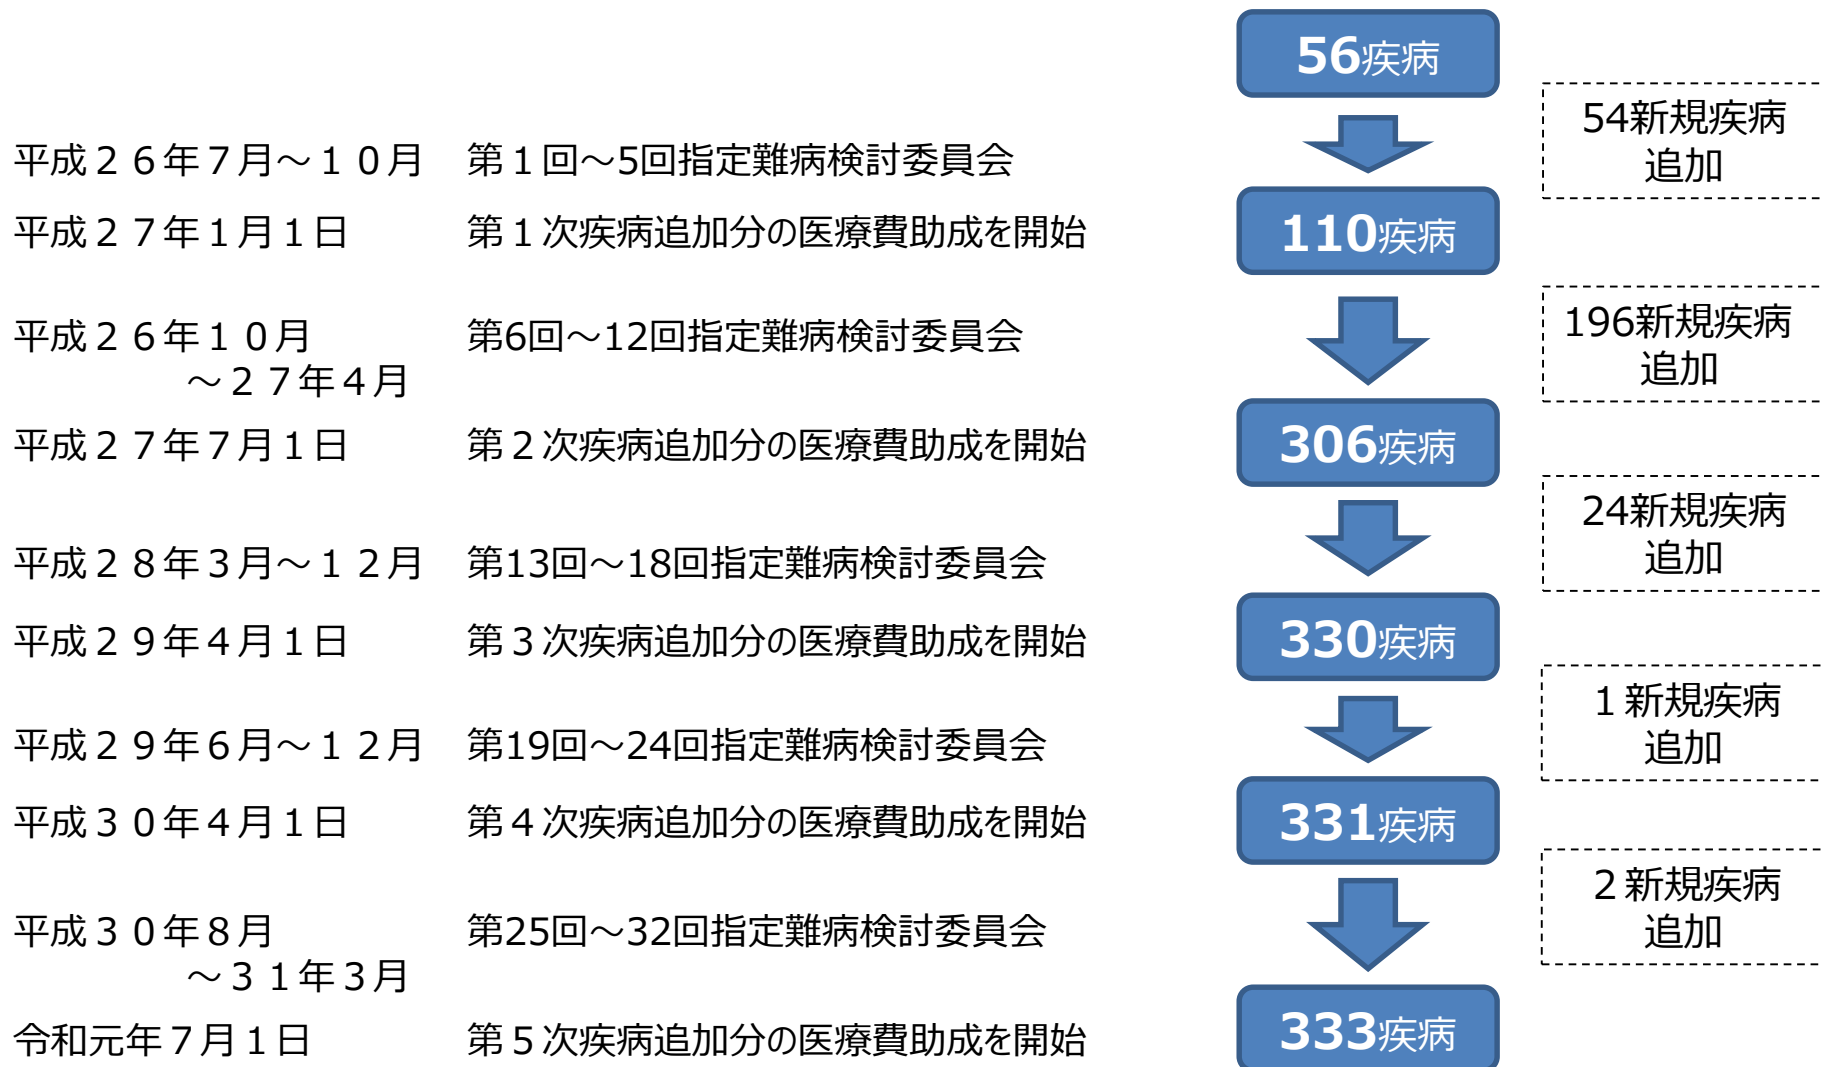 56疾病
54新規疾病
追加
平成２６年７月～１０月　第１回～5回指定難病検討委員会
平成２７年１月１日　第１次疾病追加分の医療費助成を開始
110疾病
196新規疾病
追加
平成２６年１０月　第6回～12回指定難病検討委員会
～２７年４月
平成２７年７月１日　第２次疾病追加分の医療費助成を開始
306疾病
24新規疾病
追加
平成２８年３月～１２月　第13回～18回指定難病検討委員会
平成２９年４月１日　第３次疾病追加分の医療費助成を開始
330疾病
１新規疾病
追加
平成２９年６月～１２月　第19回～24回指定難病検討委員会
平成３０年４月１日　第４次疾病追加分の医療費助成を開始
331疾病
２新規疾病
追加
平成３０年８月　第25回～32回指定難病検討委員会
～３１年３月
令和元年７月１日　第５次疾病追加分の医療費助成を開始
333疾病